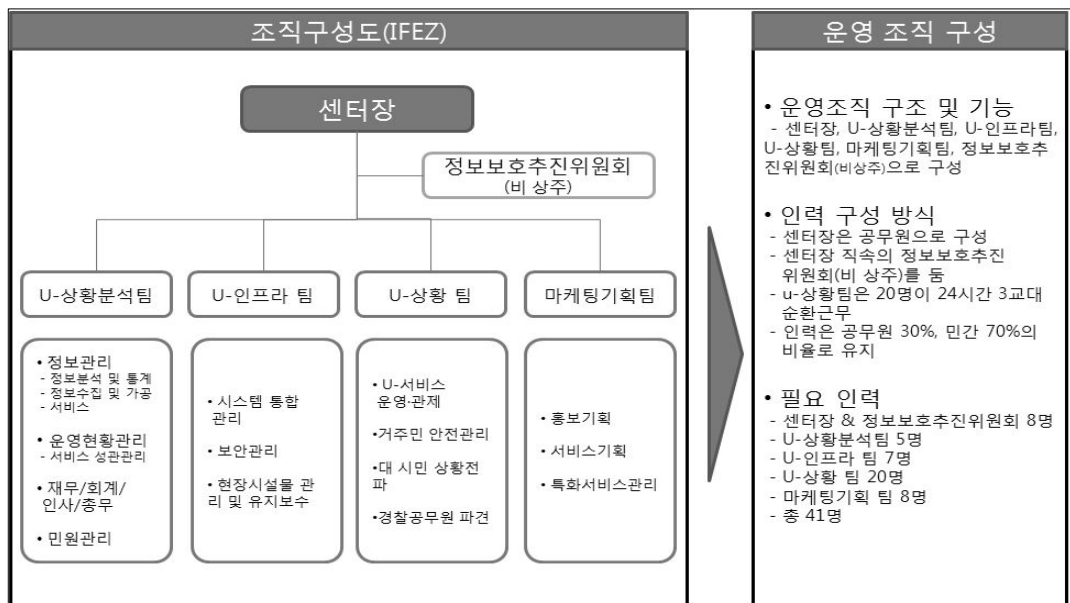 조직구성도(IFEZ)
센터장
정보보호추진위원회
(비 상주)
U-상황분석팀
U-인프라 팀
U-상황 팀
마케팅기획팀
• 정보관리
- 정보분석 및 통계
- 정보수집 및 가공
- 서비스
• 운영현황관리
- 서비스 성관관리
• 재무/회계/
인사/총무
• 민원관리
• 시스템 통합
관리
• 보안관리
• 현장시설물 관
리 및 유지보수
• U-서비스
운영·관제
• 거주민 안전관리
• 대 시민 상황전
파
• 경찰공무원 파견
• 홍보기획
• 서비스기획
• 특화서비스관리
운영 조직 구성
• 운영조직 구조 및 기능
- 센터장, U-상황분석팀, U-인프라팀,
U-상황팀, 마케팅기획팀, 정보보호추
진위원회(비상주)으로 구성
• 인력 구성 방식
- 센터장은 공무원으로 구성
- 센터장 직속의 정보보호추진
위원회(비 상주)를 둠
- u-상황팀은 20명이 24시간 3교대
순환근무
- 인력은 공무원 30%, 민간 70%의
비율로 유지
• 필요 인력
- 센터장 & 정보보호추진위원회 8명
- U-상황분석팀 5명
- U-인프라 팀 7명
- U-상황 팀 20명
- 마케팅기획 팀 8명
- 총 41명